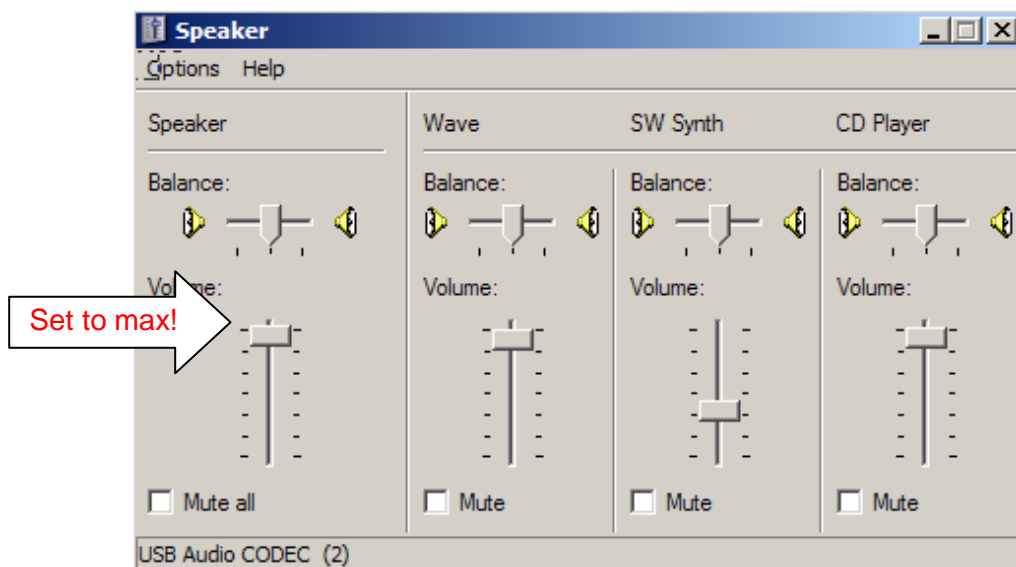 Speaker
Options Help
Speaker Wave SW Synth CD Player
Balance: Balance: Balance: Balance:
Volume: Volume: Volume: Volume:
Set to max!
Mute all Mute Mute Mute
USB Audio CODEC (2)